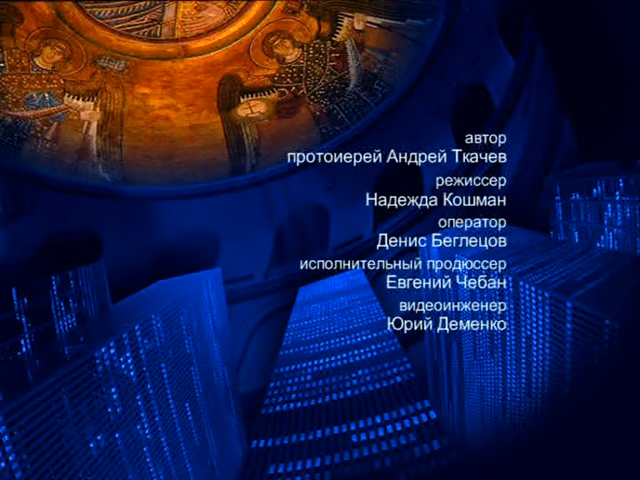 автор
протоиерей Андрей Ткачев
режиссер
Надежда Кошман
оператор
Денис Беглецов
исполнительный продюссер
Евгений Чебан
видеоинженер
Юрий Деменко